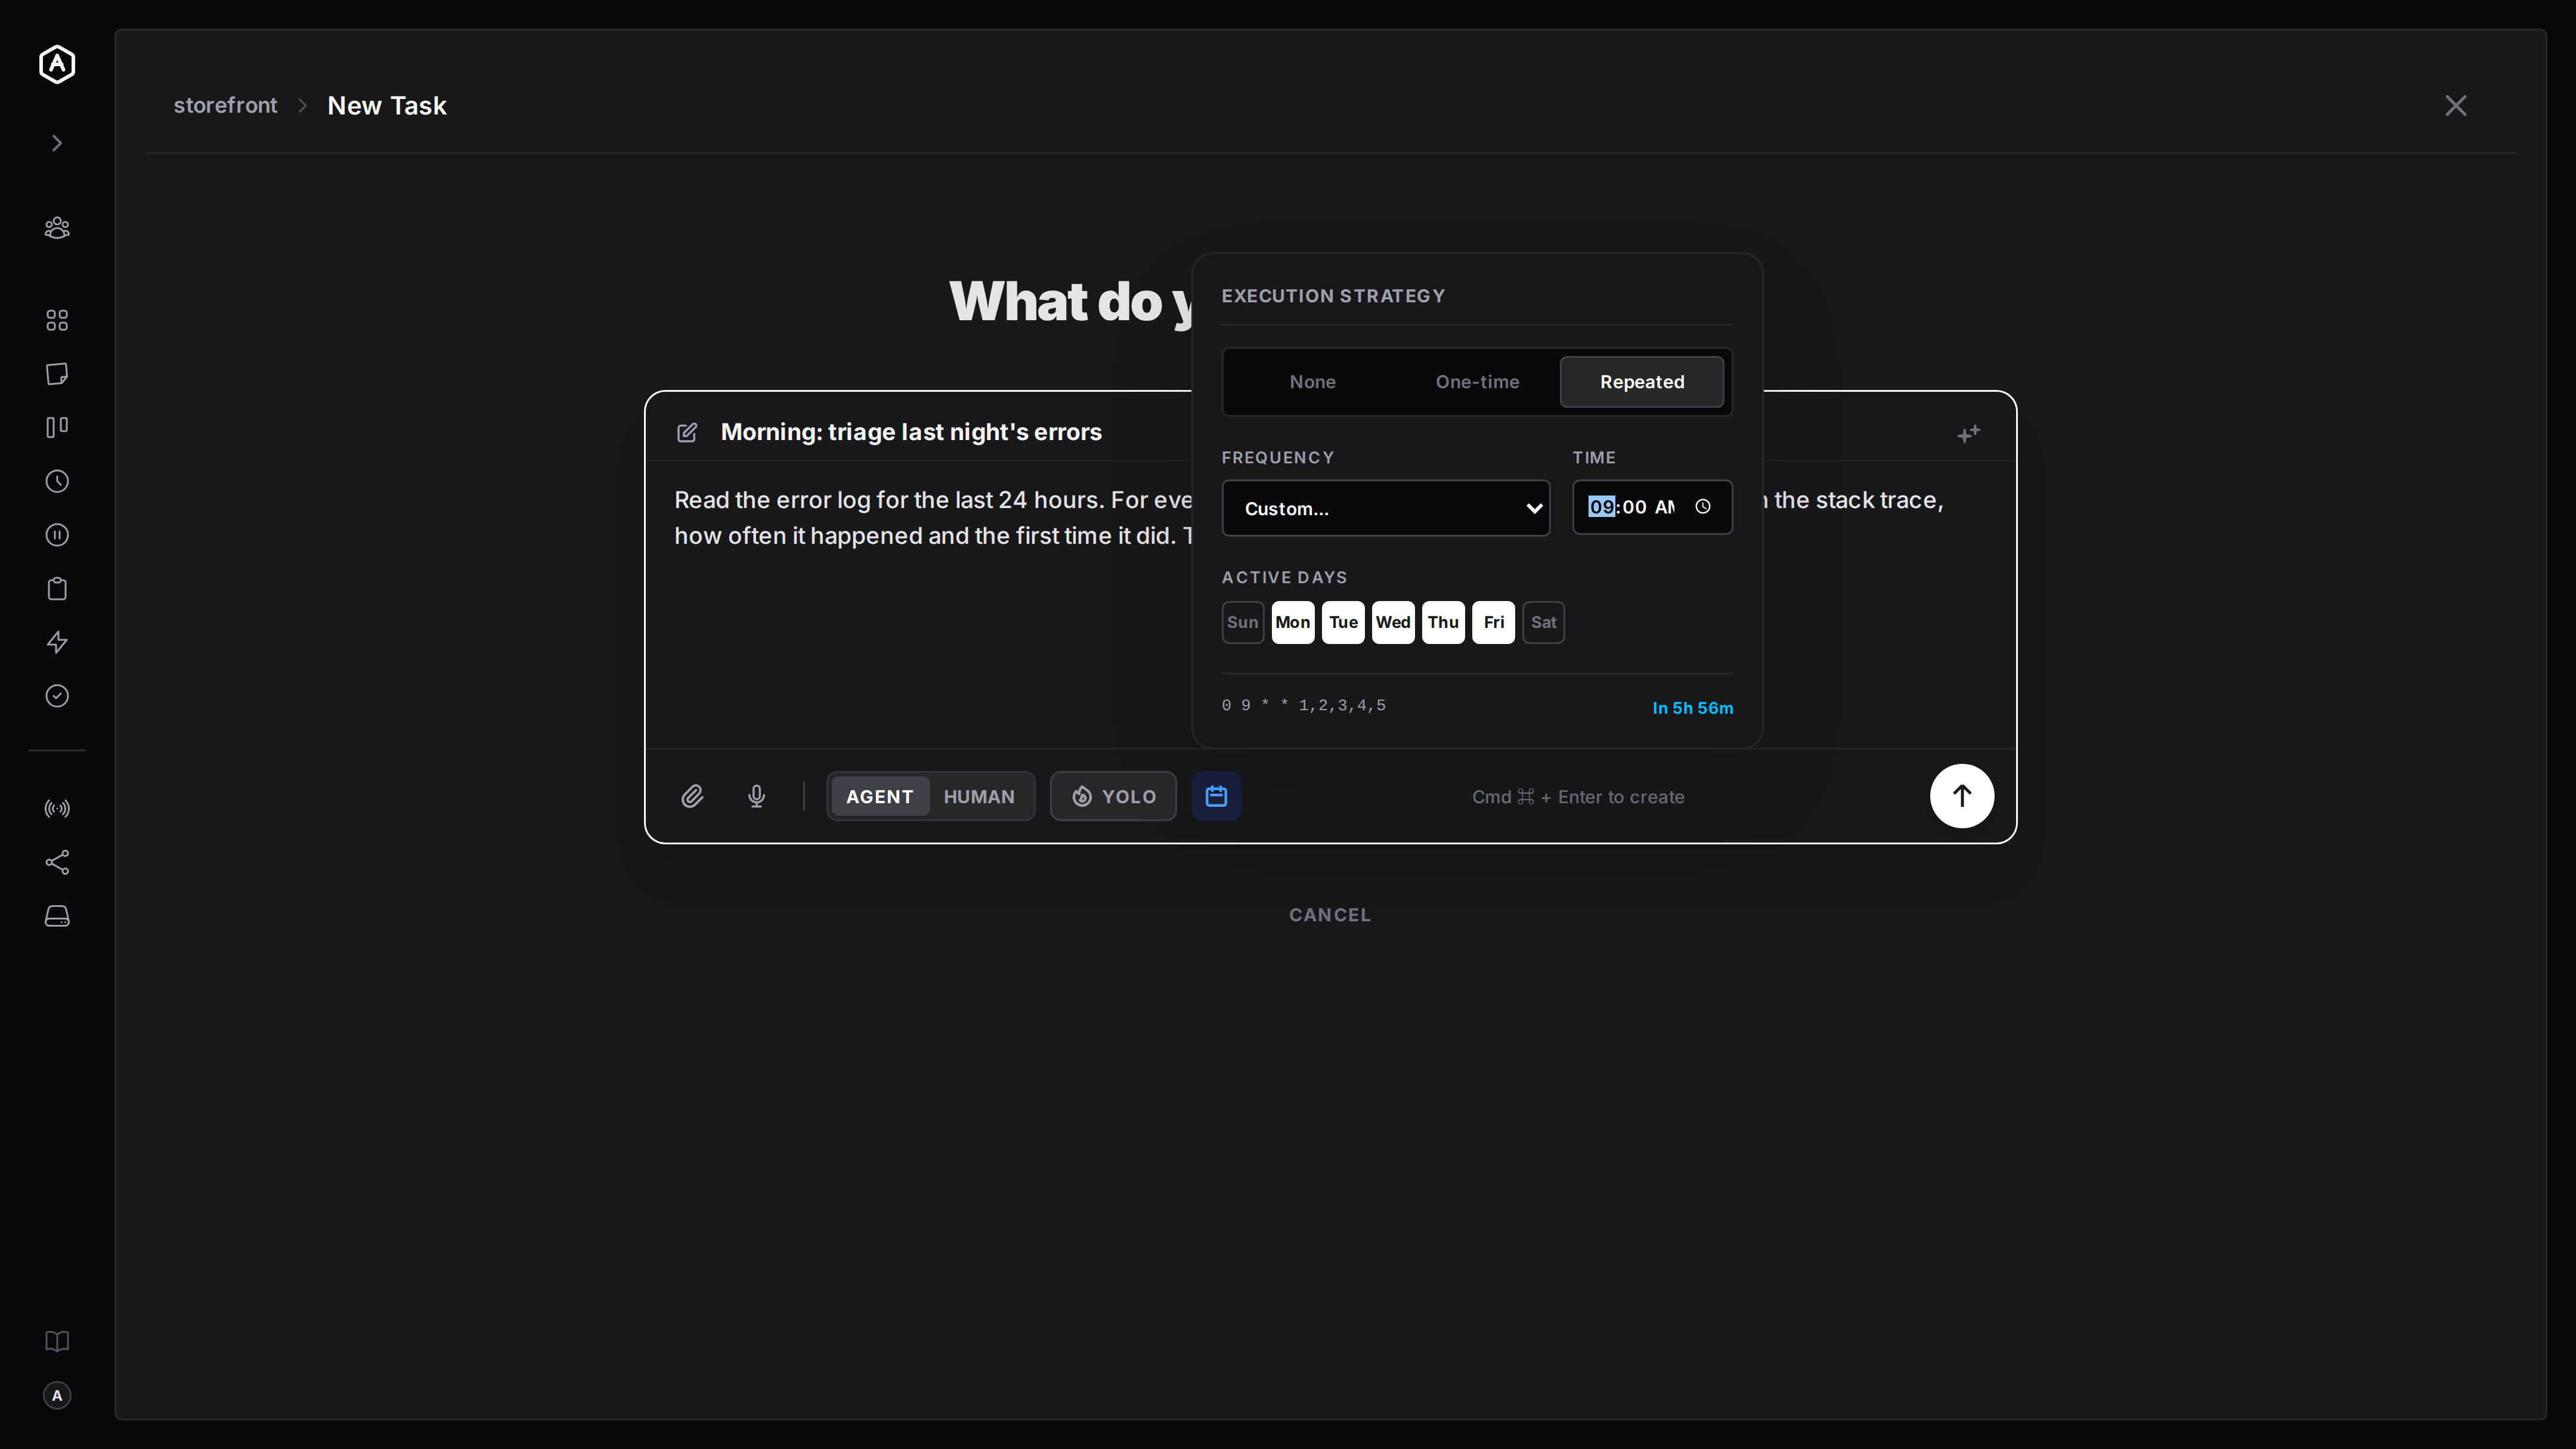 storefront > New Task
What do y
EXECUTION STRATEGY
None One-time Repeated
Morning: triage last night's errors
FREQUENCY TIME
Custom... 09:00 AM
Read the error log for the last 24 hours. For eve
the stack trace,
how often it happened and the first time it did.
ACTIVE DAYS
Sun Mon Tue Wed Thu Fri Sat
0 9 * * 1,2,3,4,5 In 5h 56m
AGENT HUMAN YOLO Cmd ⌘ + Enter to create
CANCEL
A